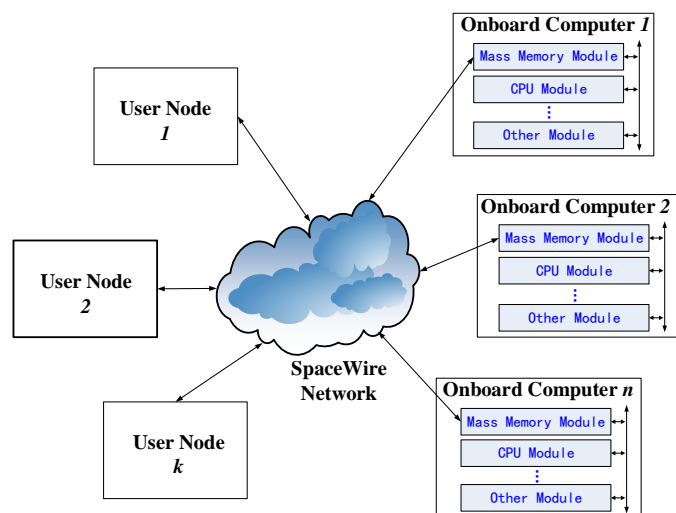 User Node
1
User Node
2
User Node
k
SpaceWire
Network
Onboard Computer 1
Mass Memory Module
CPU Module
Other Module
Onboard Computer 2
Mass Memory Module
CPU Module
Other Module
Onboard Computer n
Mass Memory Module
CPU Module
Other Module